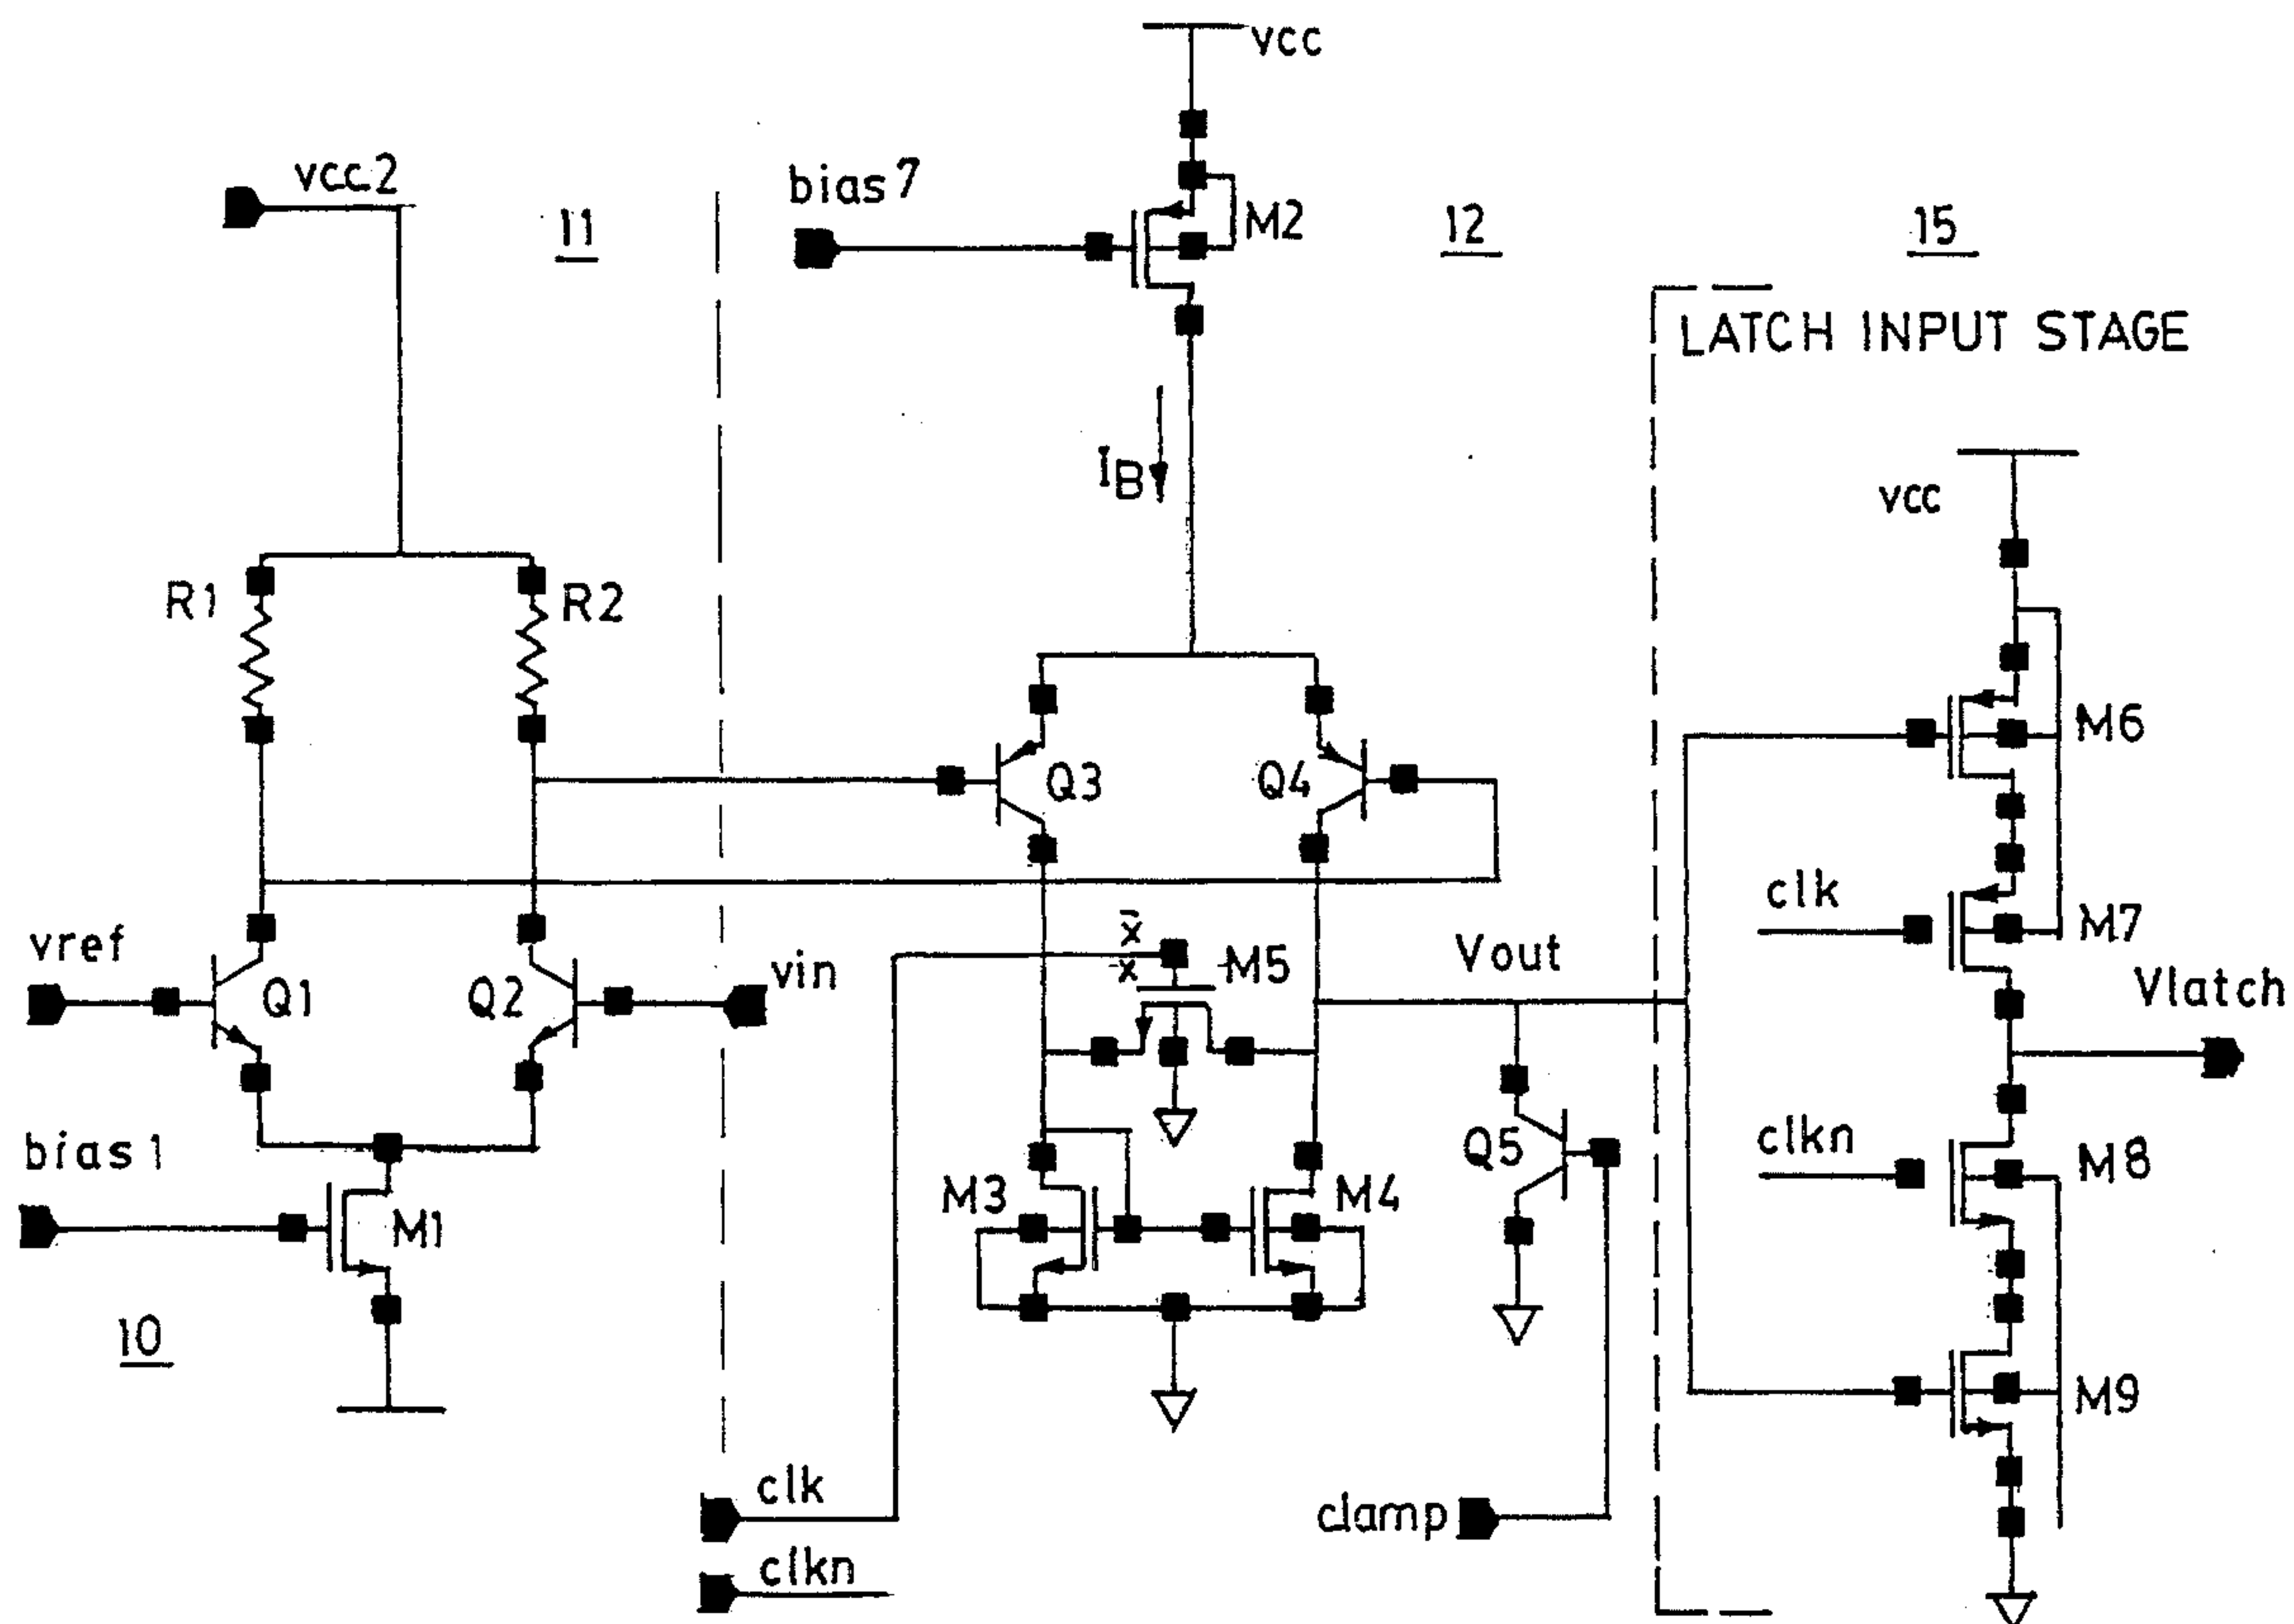 vcc
vcc2
bias7
11
M2
12
15
LATCH INPUT STAGE
IB
vcc
R1
R2
M6
Q3
Q4
clk
M7
vref
x̄
x
M5
Vout
vin
Q1
Q2
Vlatch
bias1
clkn
M8
Q5
M3
M4
M1
10
M9
clk
clamp
clkn